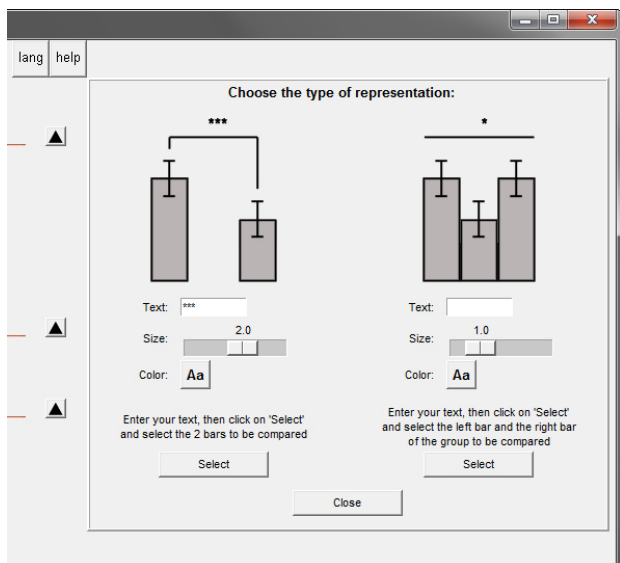 lang help
Choose the type of representation:
*** *
Text: *** Text:
Size: 2.0 Size: 1.0
Color: Aa Color: Aa
Enter your text, then click on 'Select'
and select the 2 bars to be compared
Select
Enter your text, then click on 'Select'
and select the left bar and the right bar
of the group to be compared
Select
Close